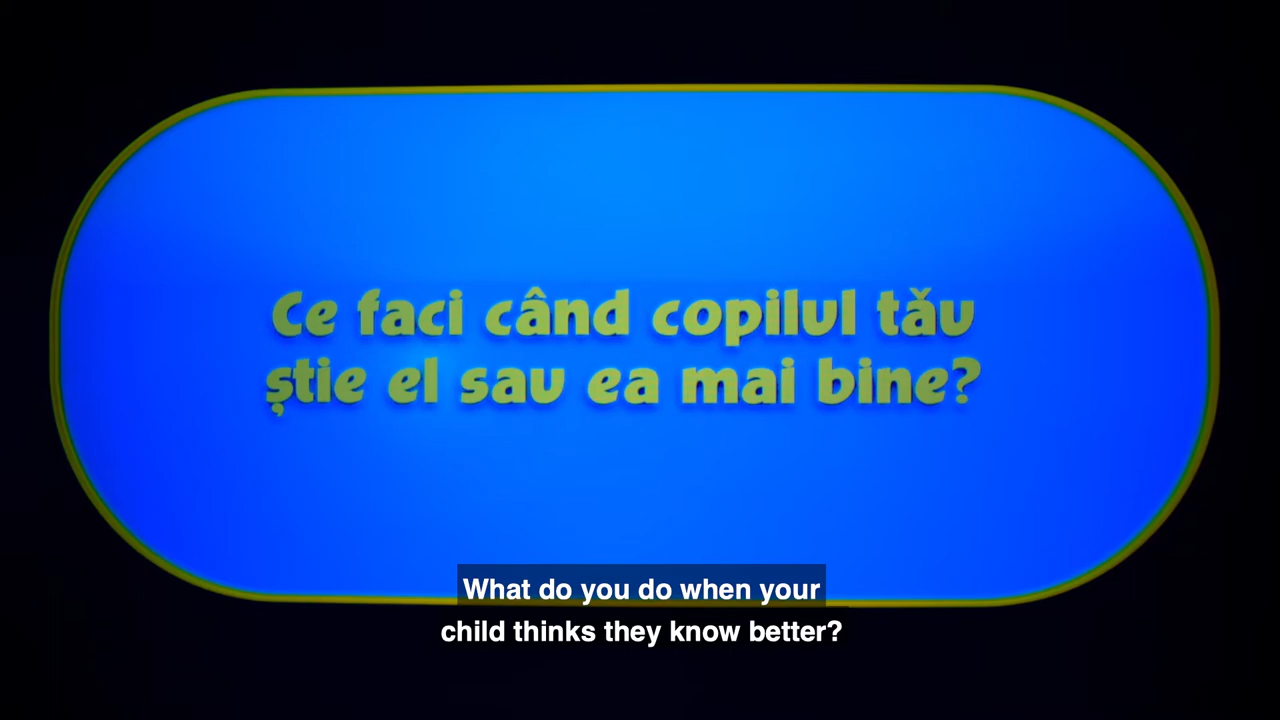 Ce faci când copilul tău
știe el sau ea mai bine?
What do you do when your
child thinks they know better?